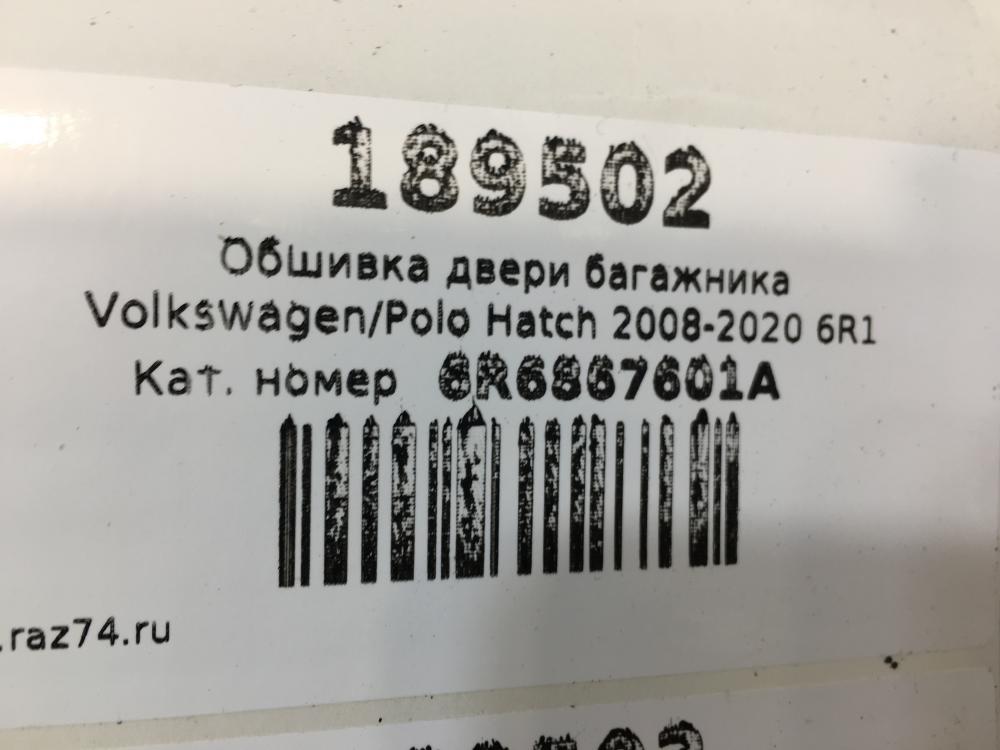 189502
Обшивка двери багажника
Volkswagen/Polo Hatch 2008-2020 6R1
Кат. номер 6R6867601A
.raz74.ru